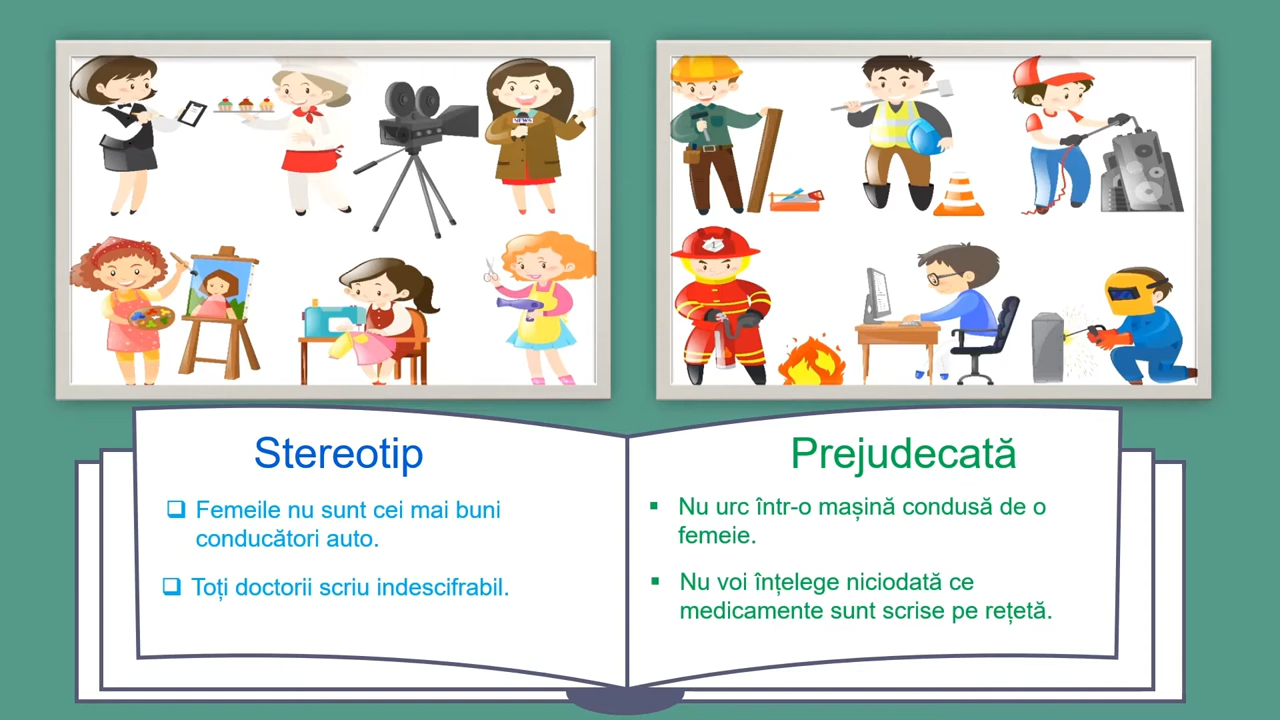 NEWS
Stereotip
Femeile nu sunt cei mai buni
conducători auto.
Toți doctorii scriu indescifrabil.
Prejudecată
Nu urc într-o mașină condusă de o
femeie.
Nu voi înțelege niciodată ce
medicamente sunt scrise pe rețetă.